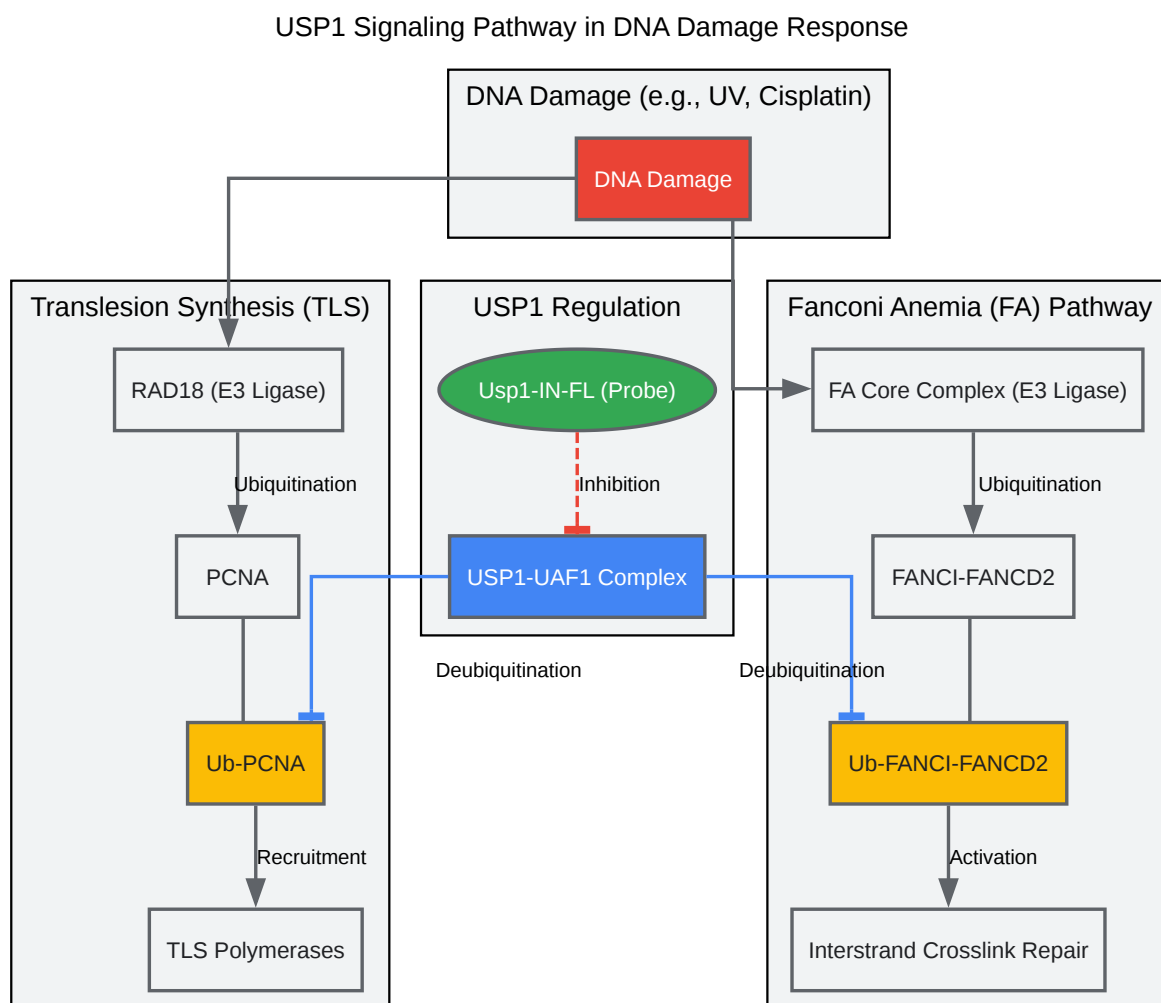 USP1 Signaling Pathway in DNA Damage Response
DNA Damage (e.g., UV, Cisplatin)
DNA Damage
Translesion Synthesis (TLS)
USP1 Regulation
Fanconi Anemia (FA) Pathway
RAD18 (E3 Ligase)
Usp1-IN-FL (Probe)
FA Core Complex (E3 Ligase)
Ubiquitination
Inhibition
Ubiquitination
PCNA
USP1-UAF1 Complex
FANCI-FANCD2
Deubiquitination
Deubiquitination
Ub-PCNA
Ub-FANCI-FANCD2
Recruitment
Activation
TLS Polymerases
Interstrand Crosslink Repair